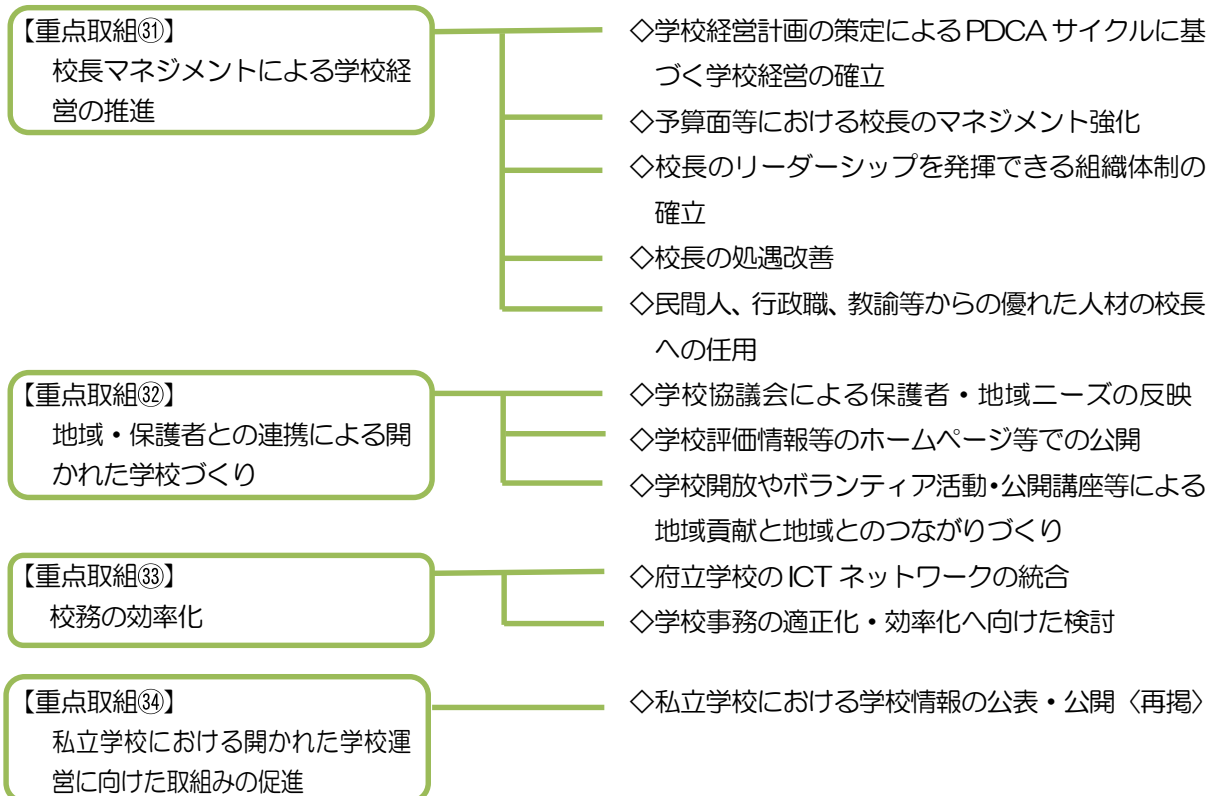 【重点取組㉛】
校長マネジメントによる学校経
営の推進
◇学校経営計画の策定によるPDCAサイクルに基
づく学校経営の確立
◇予算面等における校長のマネジメント強化
◇校長のリーダーシップを発揮できる組織体制の
確立
◇校長の処遇改善
◇民間人、行政職、教諭等からの優れた人材の校長
への任用
【重点取組㉜】
地域・保護者との連携による開
かれた学校づくり
◇学校協議会による保護者・地域ニーズの反映
◇学校評価情報等のホームページ等での公開
◇学校開放やボランティア活動・公開講座等による
地域貢献と地域とのつながりづくり
【重点取組㉝】
校務の効率化
◇府立学校のICTネットワークの統合
◇学校事務の適正化・効率化へ向けた検討
【重点取組㉞】
私立学校における開かれた学校運
営に向けた取組みの促進
◇私立学校における学校情報の公表・公開〈再掲〉